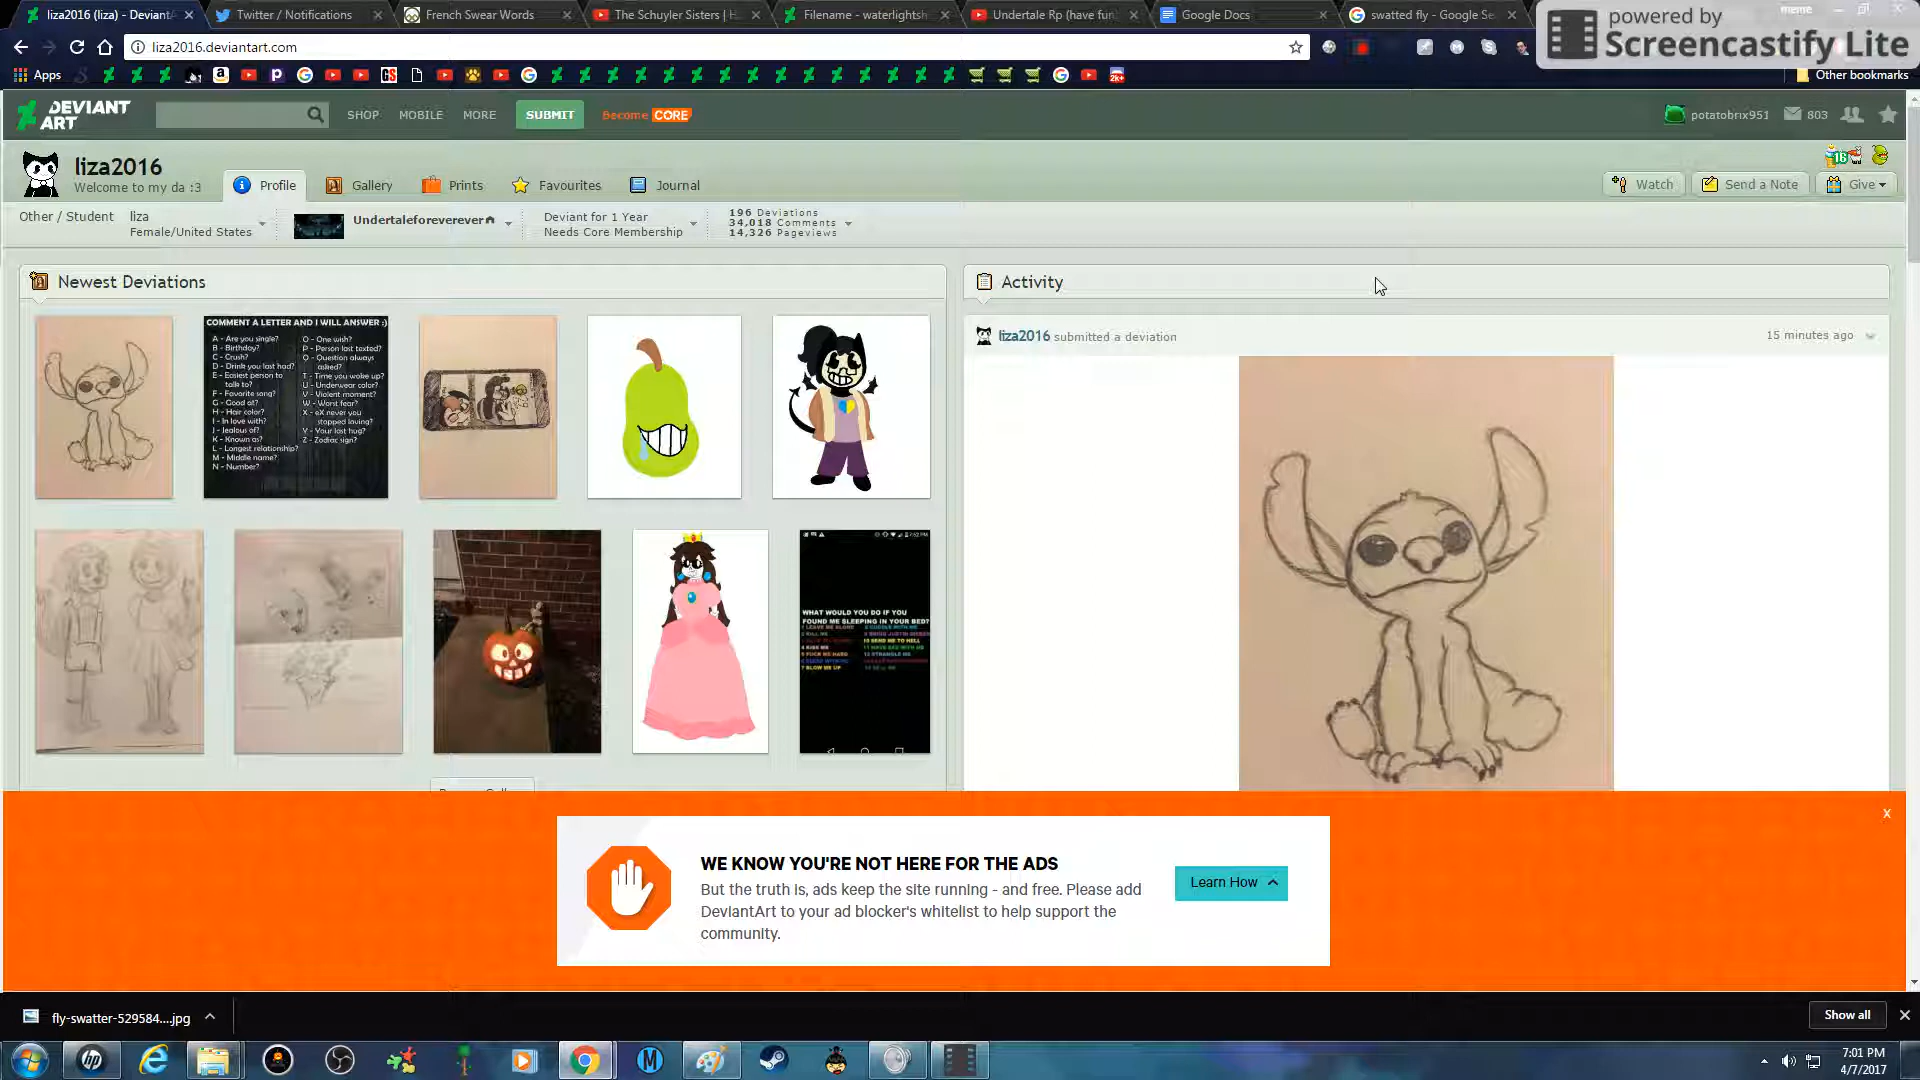 liza2016 (liza) - Deviant
Twitter / Notifications
French Swear Words
The Schuyler Sisters | H
Filename - waterlightsh
Undertale Rp (have fun
Google Docs
swatted fly - Google Se
meme
powered by
Screencastify Lite
liza2016.deviantart.com
Apps
Other bookmarks
DEVIANT
ART
SHOP
MOBILE
MORE
SUBMIT
Become CORE
potatobrix951
803
liza2016
Welcome to my da :3
Profile
Gallery
Prints
Favourites
Journal
Watch
Send a Note
Give
Other / Student
liza
Female/United States
Undertaleforeverever
Deviant for 1 Year
Needs Core Membership
196 Deviations
34,018 Comments
14,326 Pageviews
Newest Deviations
COMMENT A LETTER AND I WILL ANSWER :)
A - Are you single?
B - Birthday?
C - Crush?
D - Drink you last had?
E - Easiest person to
talk to?
F - Favorite song?
G - Good at?
H - Hair color?
I - In love with?
J - Jealous of?
K - Known as?
L - Longest relationship?
M - Middle name?
N - Number?
O - One wish?
P - Person last texted?
Q - Question always
asked?
T - Time you woke up?
U - Underwear color?
V - Violent moment?
W - Worst fear?
X - eX never you
stopped loving?
Y - Your last hug?
Z - Zodiac sign?
WHAT WOULD YOU DO IF YOU
FOUND ME SLEEPING IN YOUR BED?
Activity
liza2016 submitted a deviation
15 minutes ago
WE KNOW YOU'RE NOT HERE FOR THE ADS
But the truth is, ads keep the site running - and free. Please add
DeviantArt to your ad blocker's whitelist to help support the
community.
Learn How
x
fly-swatter-529584....jpg
Show all
7:01 PM
4/7/2017